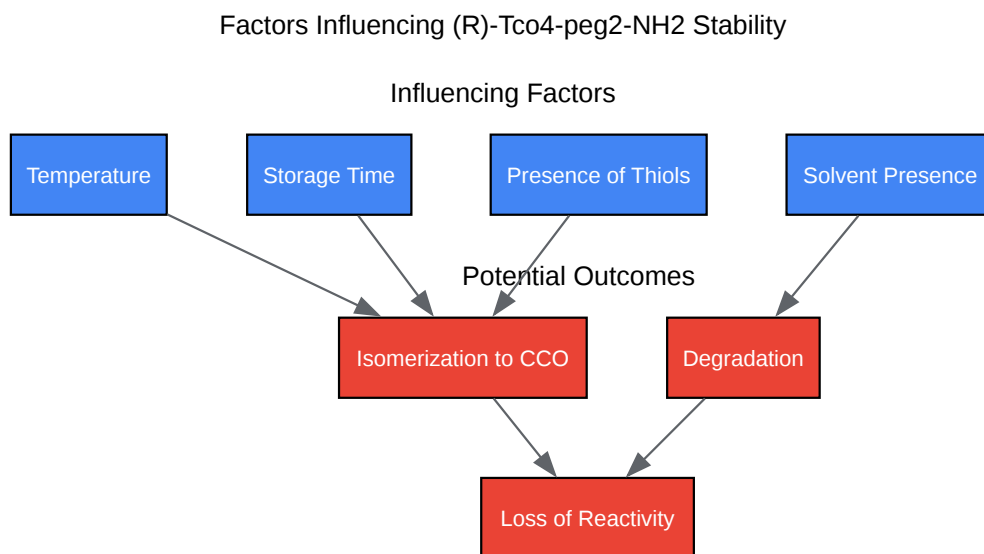 Factors Influencing (R)-Tco4-peg2-NH2 Stability
Influencing Factors
Temperature
Storage Time
Presence of Thiols
Solvent Presence
Potential Outcomes
Isomerization to CCO
Degradation
Loss of Reactivity